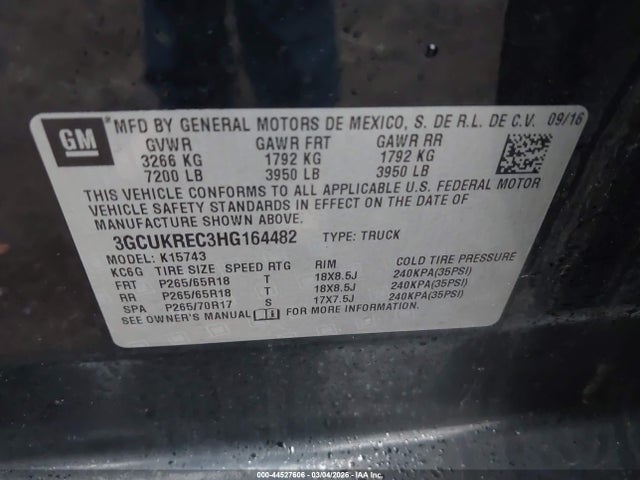 GM
*MFD BY GENERAL MOTORS DE MEXICO, S. DE R.L. DE C.V. 09/16
GVWR GAWR FRT GAWR RR
3266 KG 1792 KG 1792 KG
7200 LB 3950 LB 3950 LB
THIS VEHICLE CONFORMS TO ALL APPLICABLE U.S. FEDERAL MOTOR
VEHICLE SAFETY STANDARDS IN EFFECT ON THE DATE OF
MANUFACTURE SHOWN ABOVE.
3GCUKREC3HG164482 TYPE: TRUCK
MODEL: K15743
KC6G TIRE SIZE SPEED RTG RIM COLD TIRE PRESSURE
FRT P265/65R18 T 18X8.5J 240KPA(35PSI)
RR P265/65R18 T 18X8.5J 240KPA(35PSI)
SPA P265/70R17 S 17X7.5J 240KPA(35PSI)
SEE OWNER'S MANUAL FOR MORE INFORMATION.
000-44527606 - 03/04/2026 - IAAI.COM